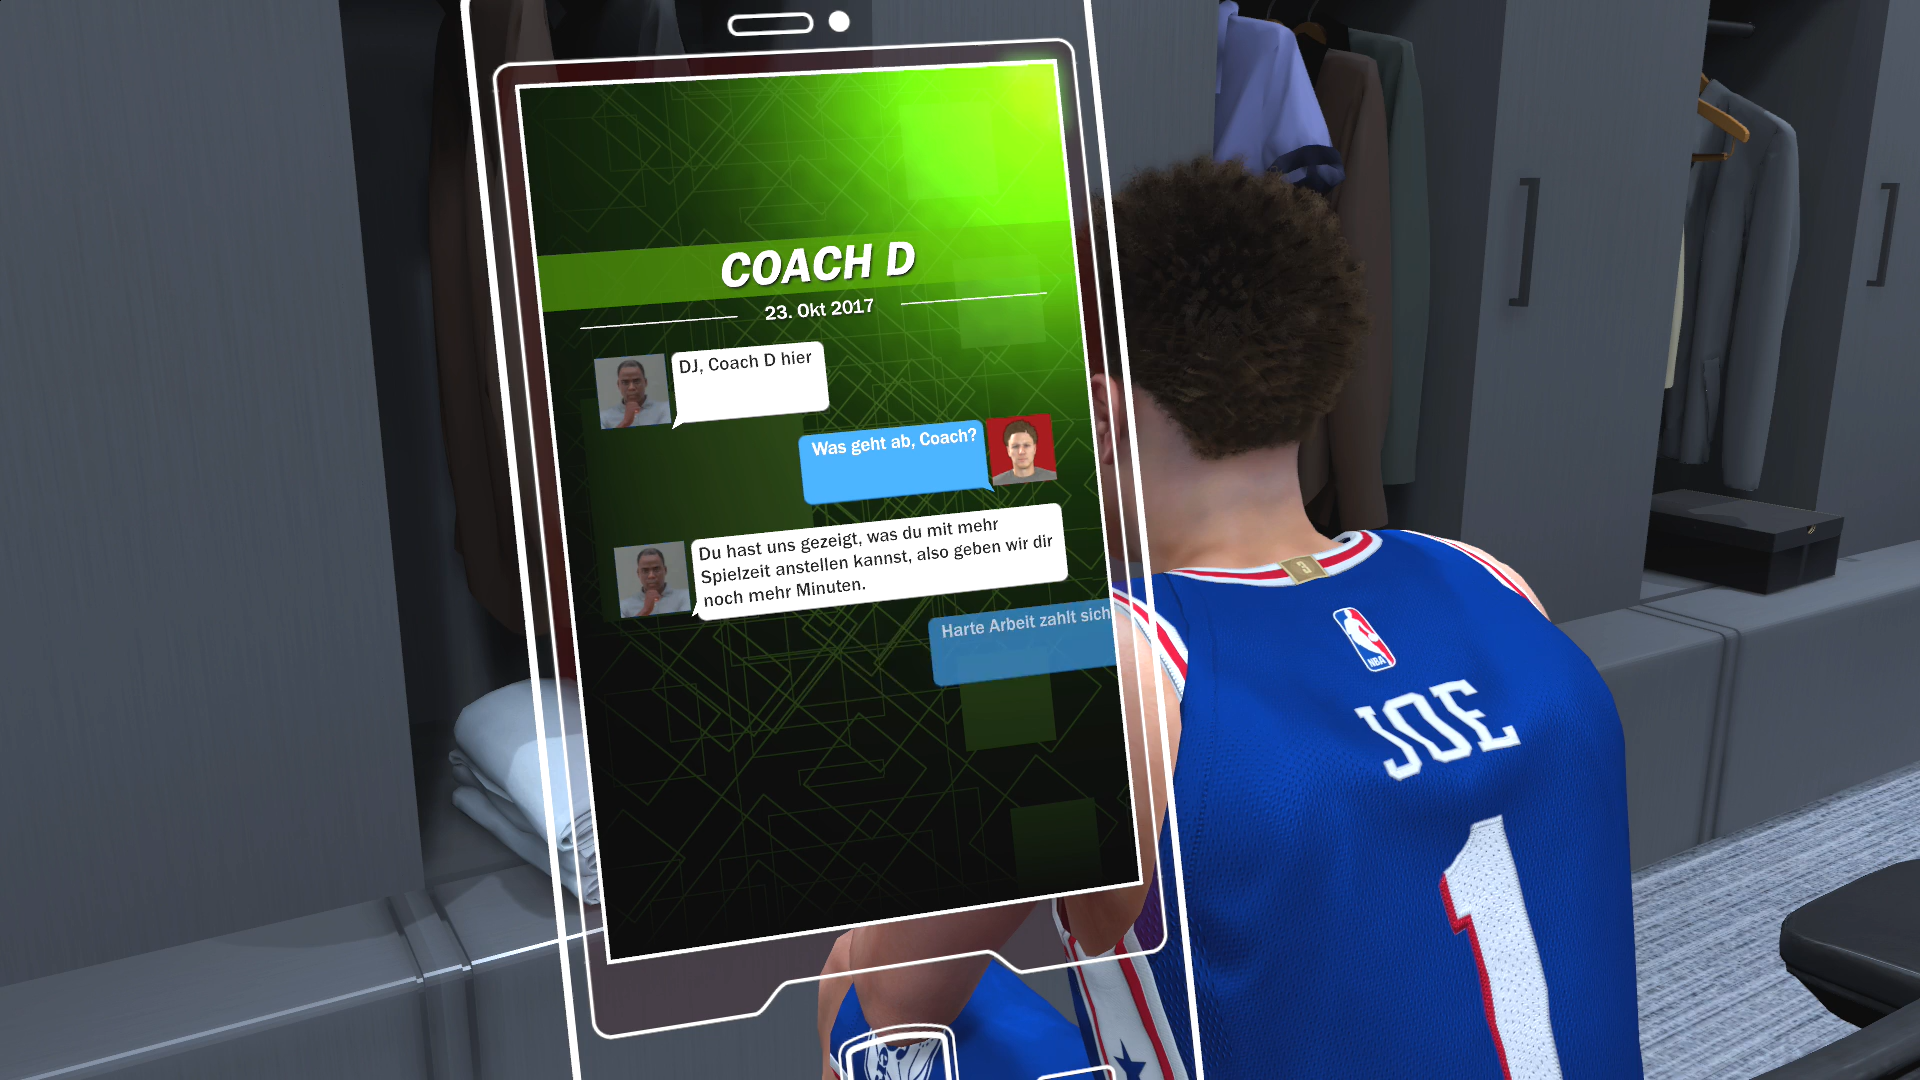 COACH D
23. Okt 2017
DJ, Coach D hier
Was geht ab, Coach?
Du hast uns gezeigt, was du mit mehr
Spielzeit anstellen kannst, also geben wir dir
noch mehr Minuten.
Harte Arbeit zahlt sich
NBA
JOE
1